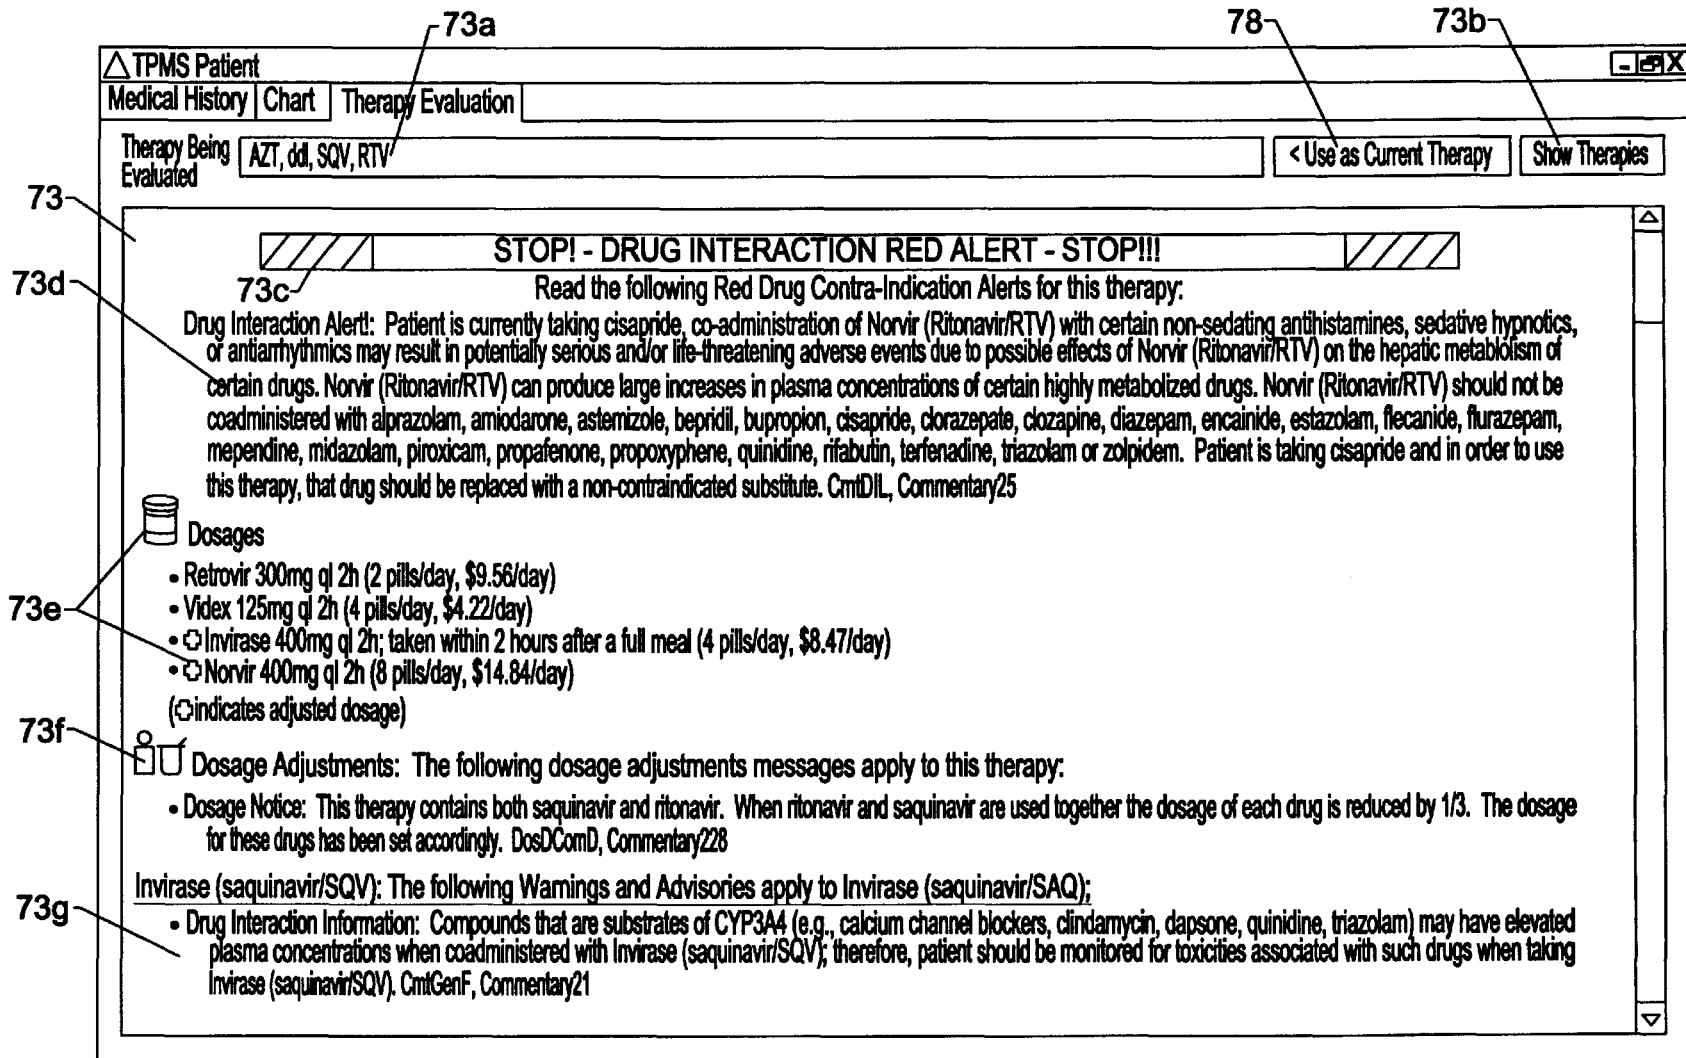 73a 78 73b
TPMS Patient
Medical History Chart Therapy Evaluation
Therapy Being
Evaluated
AZT, ddI, SQV, RTV
< Use as Current Therapy Show Therapies
73
STOP! - DRUG INTERACTION RED ALERT - STOP!!!
73d
73c
Read the following Red Drug Contra-Indication Alerts for this therapy:
Drug Interaction Alert!: Patient is currently taking cisapride, co-administration of Norvir (Ritonavir/RTV) with certain non-sedating antihistamines, sedative hypnotics,
or antiarrhythmics may result in potentially serious and/or life-threatening adverse events due to possible effects of Norvir (Ritonavir/RTV) on the hepatic metablolism of
certain drugs. Norvir (Ritonavir/RTV) can produce large increases in plasma concentrations of certain highly metabolized drugs. Norvir (Ritonavir/RTV) should not be
coadministered with alprazolam, amiodarone, astemizole, bepridil, bupropion, cisapride, clorazepate, clozapine, diazepam, encainide, estazolam, flecanide, flurazepam,
mependine, midazolam, piroxicam, propafenone, propoxyphene, quinidine, rifabutin, terfenadine, triazolam or zolpidem. Patient is taking cisapride and in order to use
this therapy, that drug should be replaced with a non-contraindicated substitute. CmtDIL, Commentary25
Dosages
• Retrovir 300mg ql 2h (2 pills/day, $9.56/day)
73e
• Videx 125mg ql 2h (4 pills/day, $4.22/day)
• Invirase 400mg ql 2h; taken within 2 hours after a full meal (4 pills/day, $8.47/day)
• Norvir 400mg ql 2h (8 pills/day, $14.84/day)
( indicates adjusted dosage)
73f
Dosage Adjustments: The following dosage adjustments messages apply to this therapy:
• Dosage Notice: This therapy contains both saquinavir and ritonavir. When ritonavir and saquinavir are used together the dosage of each drug is reduced by 1/3. The dosage
for these drugs has been set accordingly. DosDComD, Commentary228
Invirase (saquinavir/SQV): The following Warnings and Advisories apply to Invirase (saquinavir/SAQ);
73g
• Drug Interaction Information: Compounds that are substrates of CYP3A4 (e.g., calcium channel blockers, clindamycin, dapsone, quinidine, triazolam) may have elevated
plasma concentrations when coadministered with Invirase (saquinavir/SQV); therefore, patient should be monitored for toxicities associated with such drugs when taking
Invirase (saquinavir/SQV). CmtGenF, Commentary21